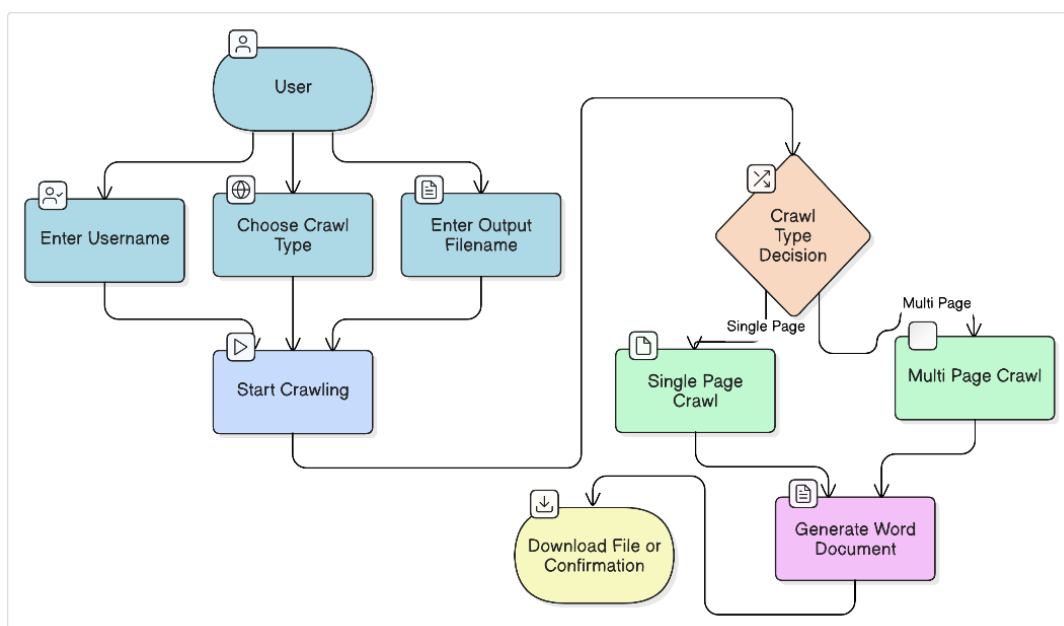 User
Enter Username
Choose Crawl
Type
Enter Output
Filename
Start Crawling
Crawl
Type
Decision
Single Page
Multi Page
Single Page
Crawl
Multi Page Crawl
Generate Word
Document
Download File or
Confirmation